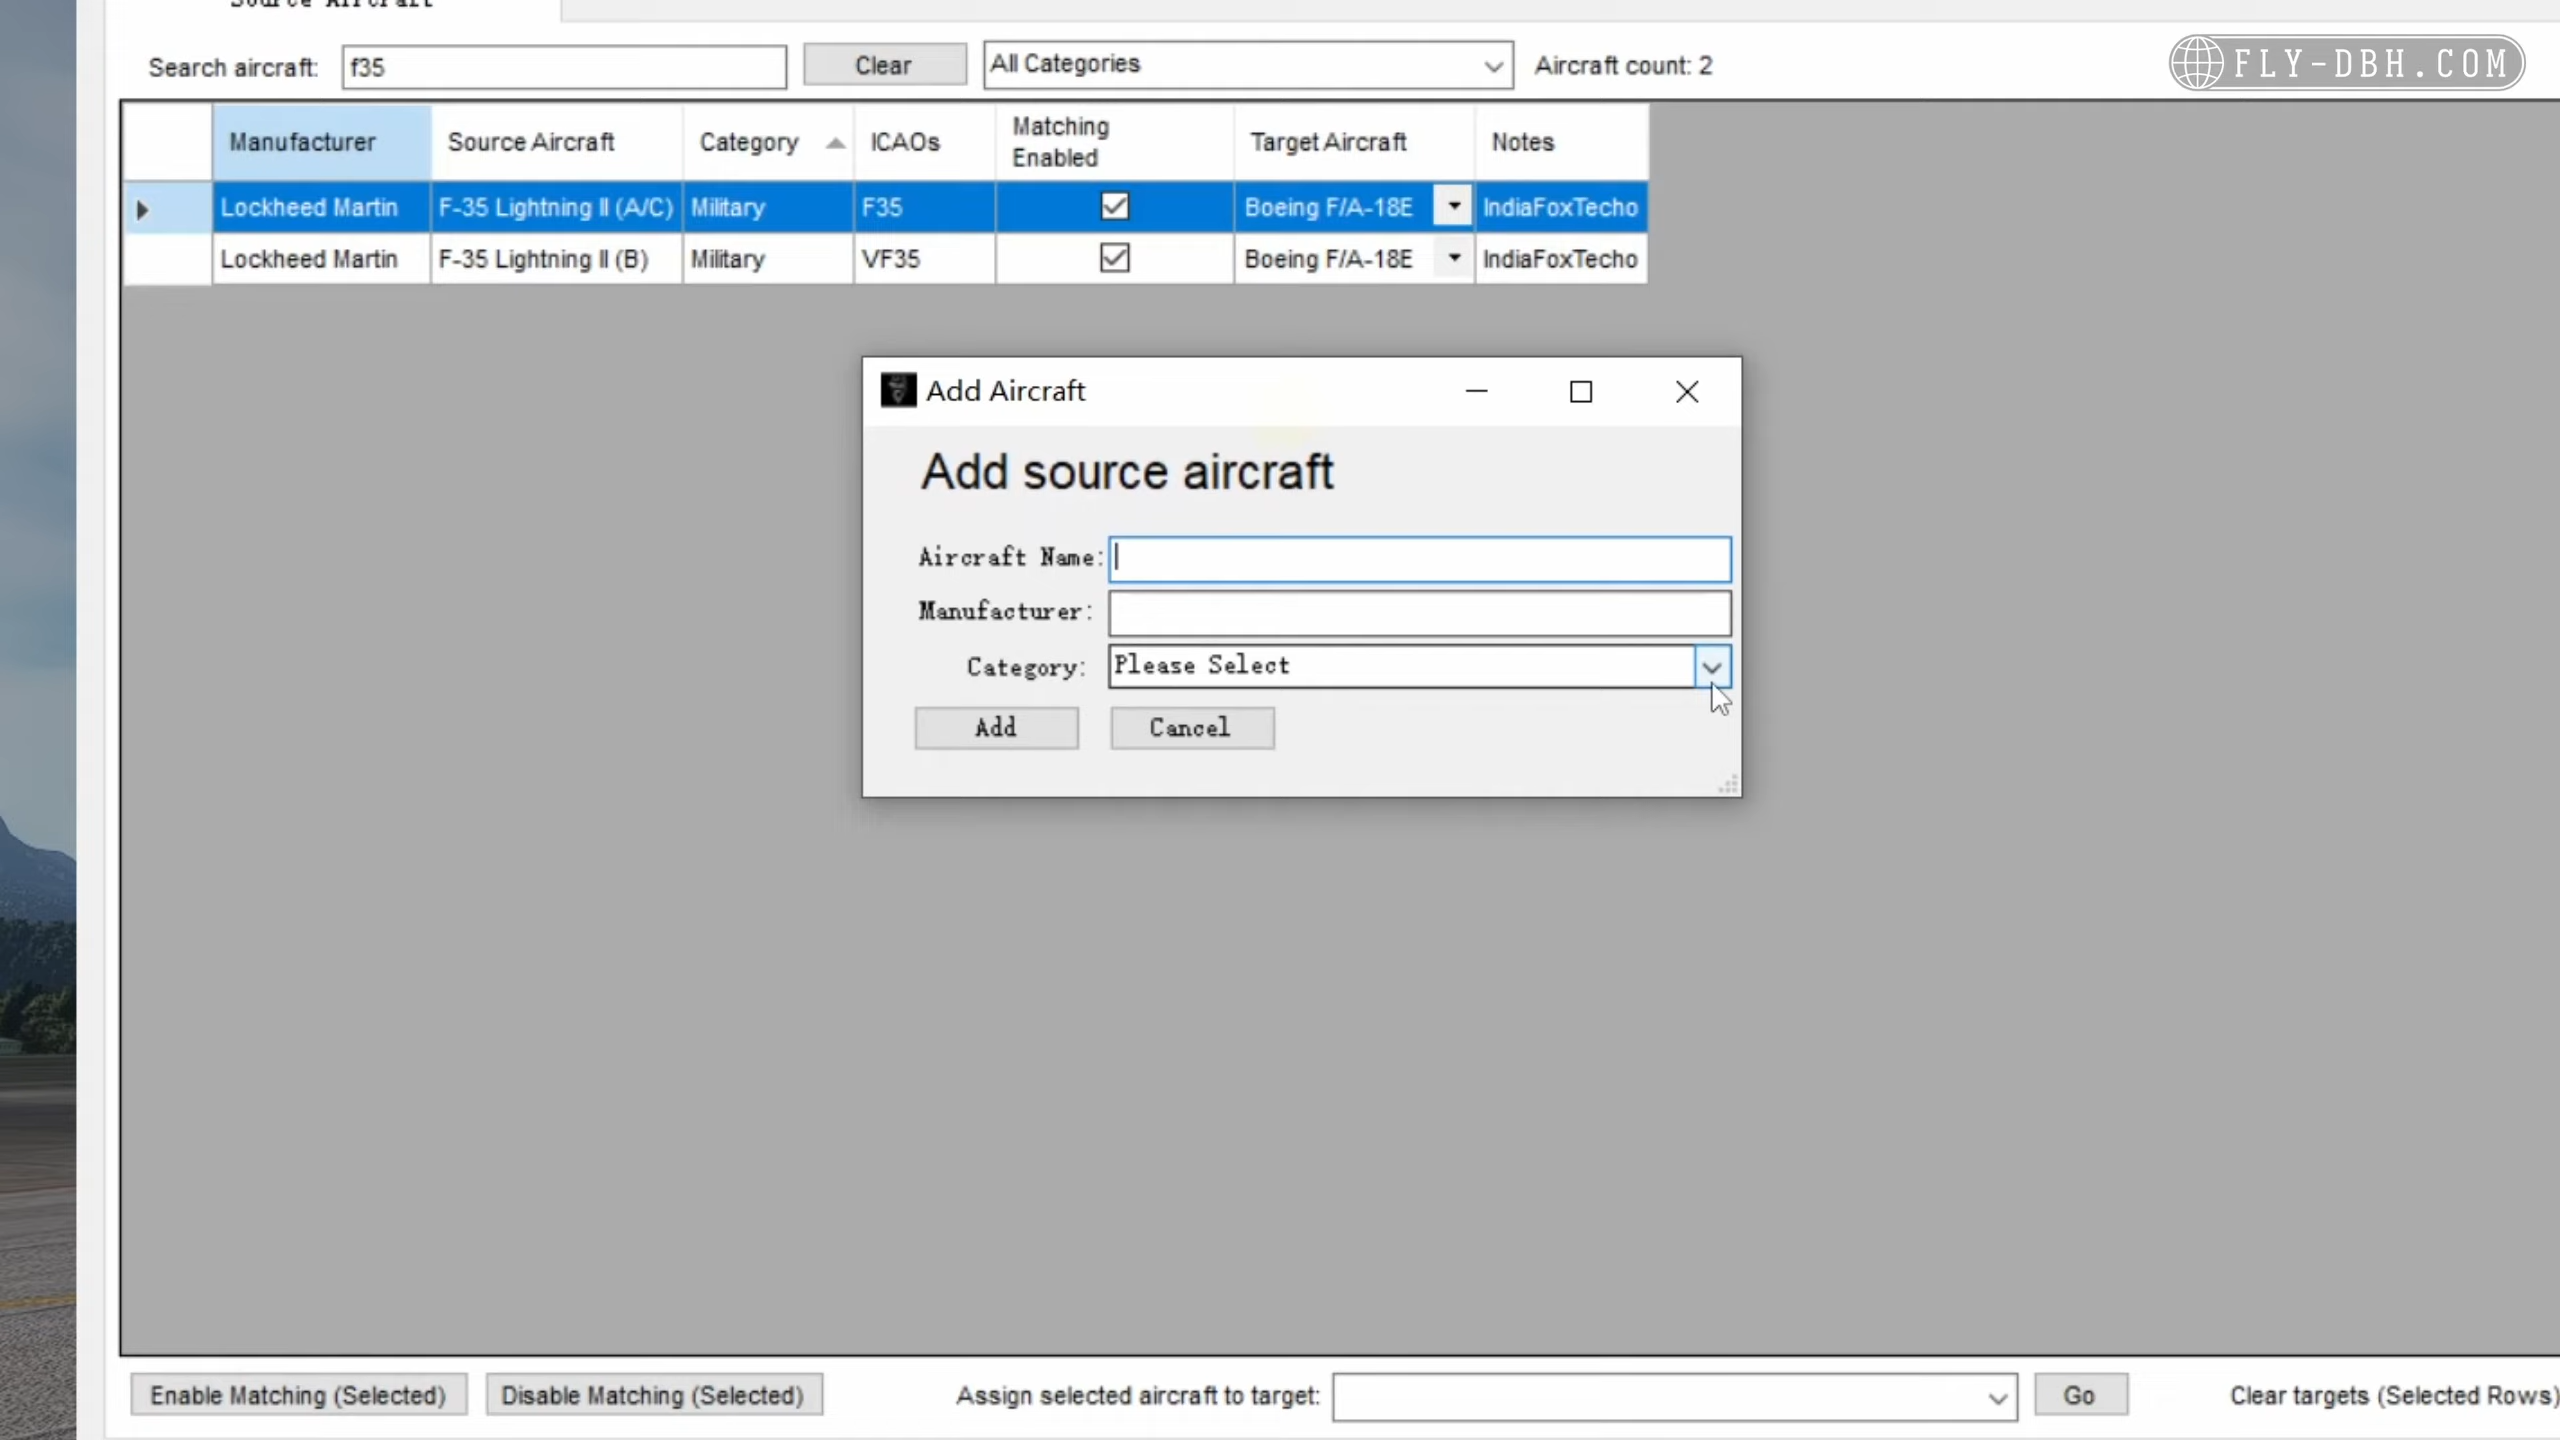 Source Aircraft
Search aircraft: f35 Clear All Categories Aircraft count: 2
FLY-DBH.COM
Manufacturer Source Aircraft Category ICAOs Matching Enabled Target Aircraft Notes
Lockheed Martin F-35 Lightning II (A/C) Military F35 Boeing F/A-18E IndiaFoxTecho
Lockheed Martin F-35 Lightning II (B) Military VF35 Boeing F/A-18E IndiaFoxTecho
Add Aircraft
Add source aircraft
Aircraft Name:
Manufacturer:
Category: Please Select
Add Cancel
Enable Matching (Selected) Disable Matching (Selected) Assign selected aircraft to target: Go Clear targets (Selected Rows)